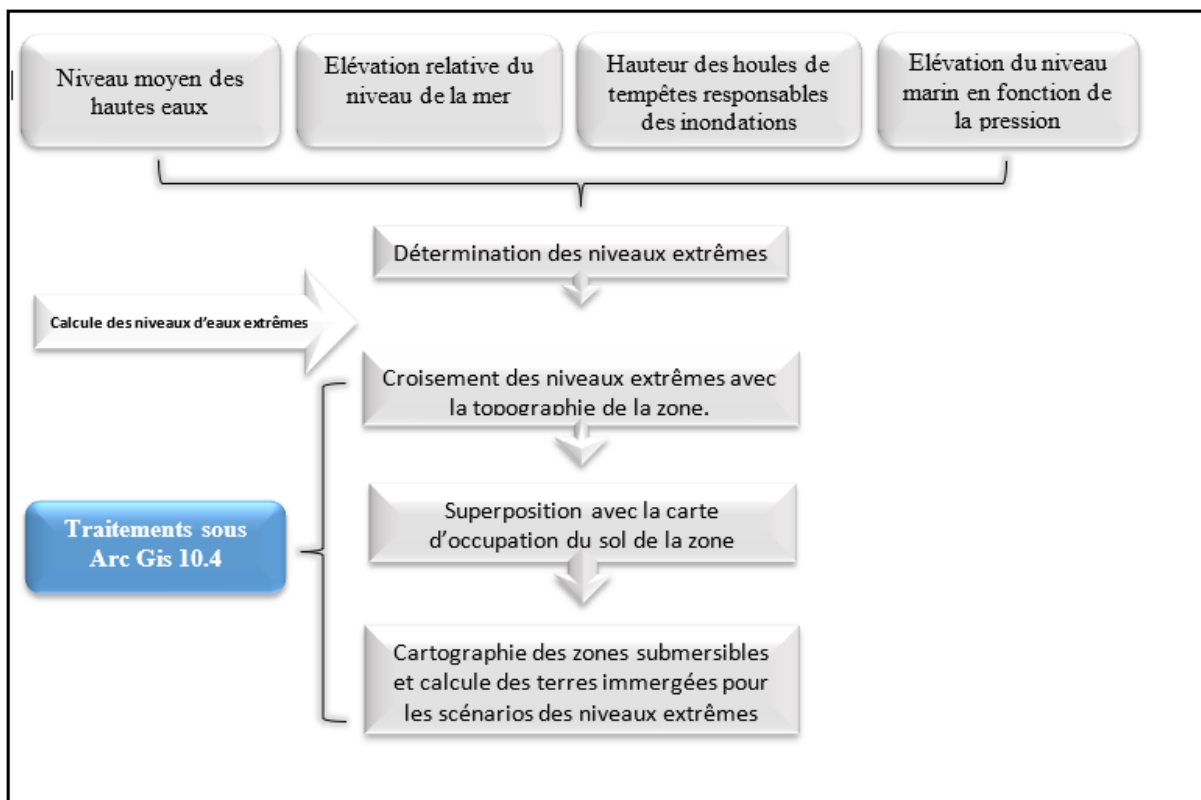 Niveau moyen des
hautes eaux
Elévation relative du
niveau de la mer
Hauteur des houles de
tempêtes responsables
des inondations
Elévation du niveau
marin en fonction de
la pression
Détermination des niveaux extrêmes
Calcule des niveaux d'eaux extrêmes
Croisement des niveaux extrêmes avec
la topographie de la zone.
Traitements sous
Arc Gis 10.4
Superposition avec la carte
d'occupation du sol de la zone
Cartographie des zones submersibles
et calcule des terres immergées pour
les scénarios des niveaux extrêmes